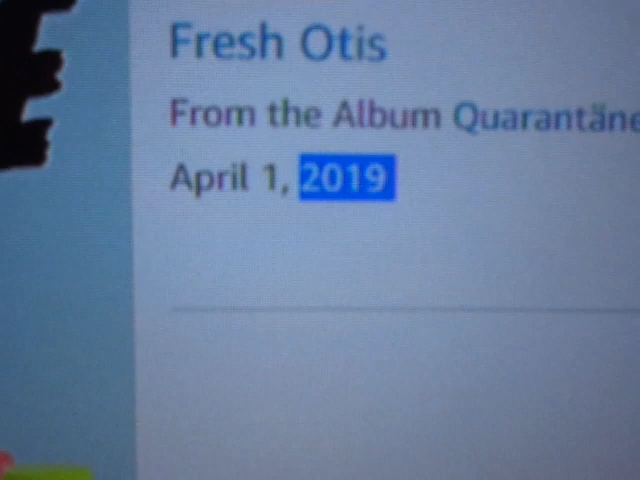 Fresh Otis
From the Album Quarantäne
April 1, 2019